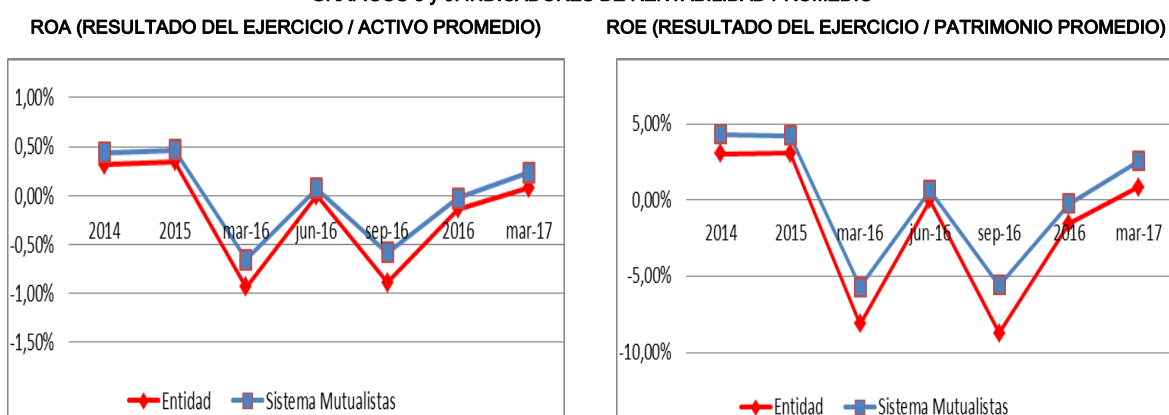 ROA (RESULTADO DEL EJERCICIO / ACTIVO PROMEDIO)
1,00%
0,50%
0,00%
-0,50%
-1,00%
-1,50%
2014 2015 mar-16 jun-16 sep-16 2016 mar-17
Entidad Sistema Mutualistas
ROE (RESULTADO DEL EJERCICIO / PATRIMONIO PROMEDIO)
5,00%
0,00%
-5,00%
-10,00%
2014 2015 mar-16 jun-16 sep-16 2016 mar-17
Entidad Sistema Mutualistas